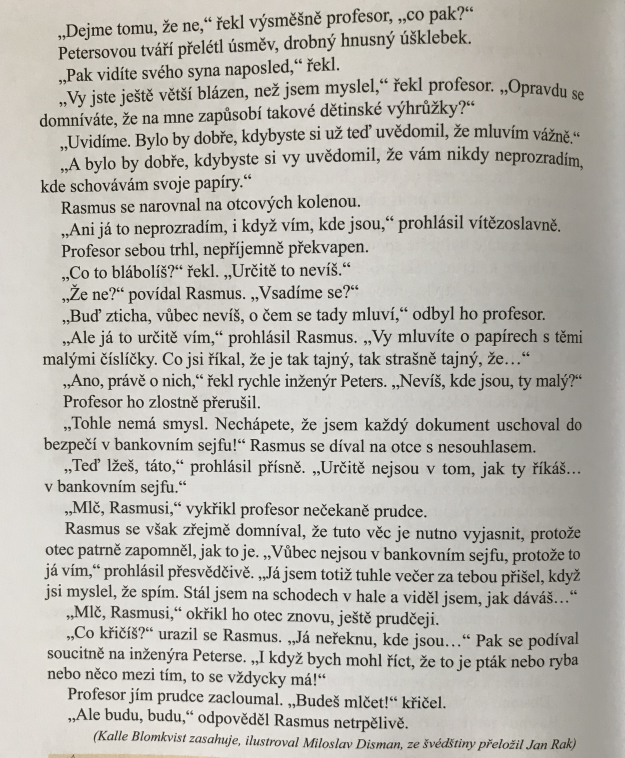 „Dejme tomu, že ne,“ řekl výsměšně profesor, „co pak?“
Petersovou tváří přelétl úsměv, drobný hnusný úšklebek.
„Pak vidíte svého syna naposled,“ řekl.
„Vy jste ještě větší blázen, než jsem myslel,“ řekl profesor. „Opravdu se
domníváte, že na mne zapůsobí takové dětinské výhrůžky?“
„Uvidíme. Bylo by dobře, kdybyste si už teď uvědomil, že mluvím vážně.“
„A bylo by dobře, kdybyste si vy uvědomil, že vám nikdy neprozradím,
kde schovávám svoje papíry.“
Rasmus se narovnal na otcových kolenou.
„Ani já to neprozradím, i když vím, kde jsou,“ prohlásil vítězoslavně.
Profesor sebou trhl, nepříjemně překvapen.
„Co to blábolíš?“ řekl. „Určitě to nevíš.“
„Že ne?“ povídal Rasmus. „Vsadíme se?“
„Buď zticha, vůbec nevíš, o čem se tady mluví,“ odbyl ho profesor.
„Ale já to určitě vím,“ prohlásil Rasmus. „Vy mluvíte o papírech s těmi
malými číslíčky. Co jsi říkal, že je tak tajný, tak strašně tajný, že…“
„Ano, právě o nich,“ řekl rychle inženýr Peters. „Nevíš, kde jsou, ty malý?“
Profesor ho zlostně přerušil.
„Tohle nemá smysl. Nechápete, že jsem každý dokument uschoval do
bezpečí v bankovním sejfu!“ Rasmus se díval na otce s nesouhlasem.
„Teď lžeš, táto,“ prohlásil přísně. „Určitě nejsou v tom, jak ty říkáš…
v bankovním sejfu.“
„Mlč, Rasmusi,“ vykřikl profesor nečekaně prudce.
Rasmus se však zřejmě domníval, že tuto věc je nutno vyjasnit, protože
otec patrně zapomněl, jak to je. „Vůbec nejsou v bankovním sejfu, protože to
já vím,“ prohlásil přesvědčivě. „Já jsem totiž tuhle večer za tebou přišel, když
jsi myslel, že spím. Stál jsem na schodech v hale a viděl jsem, jak dáváš…“
„Mlč, Rasmusi,“ okřikl ho otec znovu, ještě prudčeji.
„Co křičíš?“ urazil se Rasmus. „Já neřeknu, kde jsou…“ Pak se podíval
soucitně na inženýra Peterse. „I když bych mohl říct, že to je pták nebo ryba
nebo něco mezi tím, to se vždycky má!“
Profesor jím prudce zacloumal. „Budeš mlčet!“ křičel.
„Ale budu, budu,“ odpověděl Rasmus netrpělivě.
(Kalle Blomkvist zasahuje, ilustroval Miloslav Disman, ze švédštiny přeložil Jan Rak)